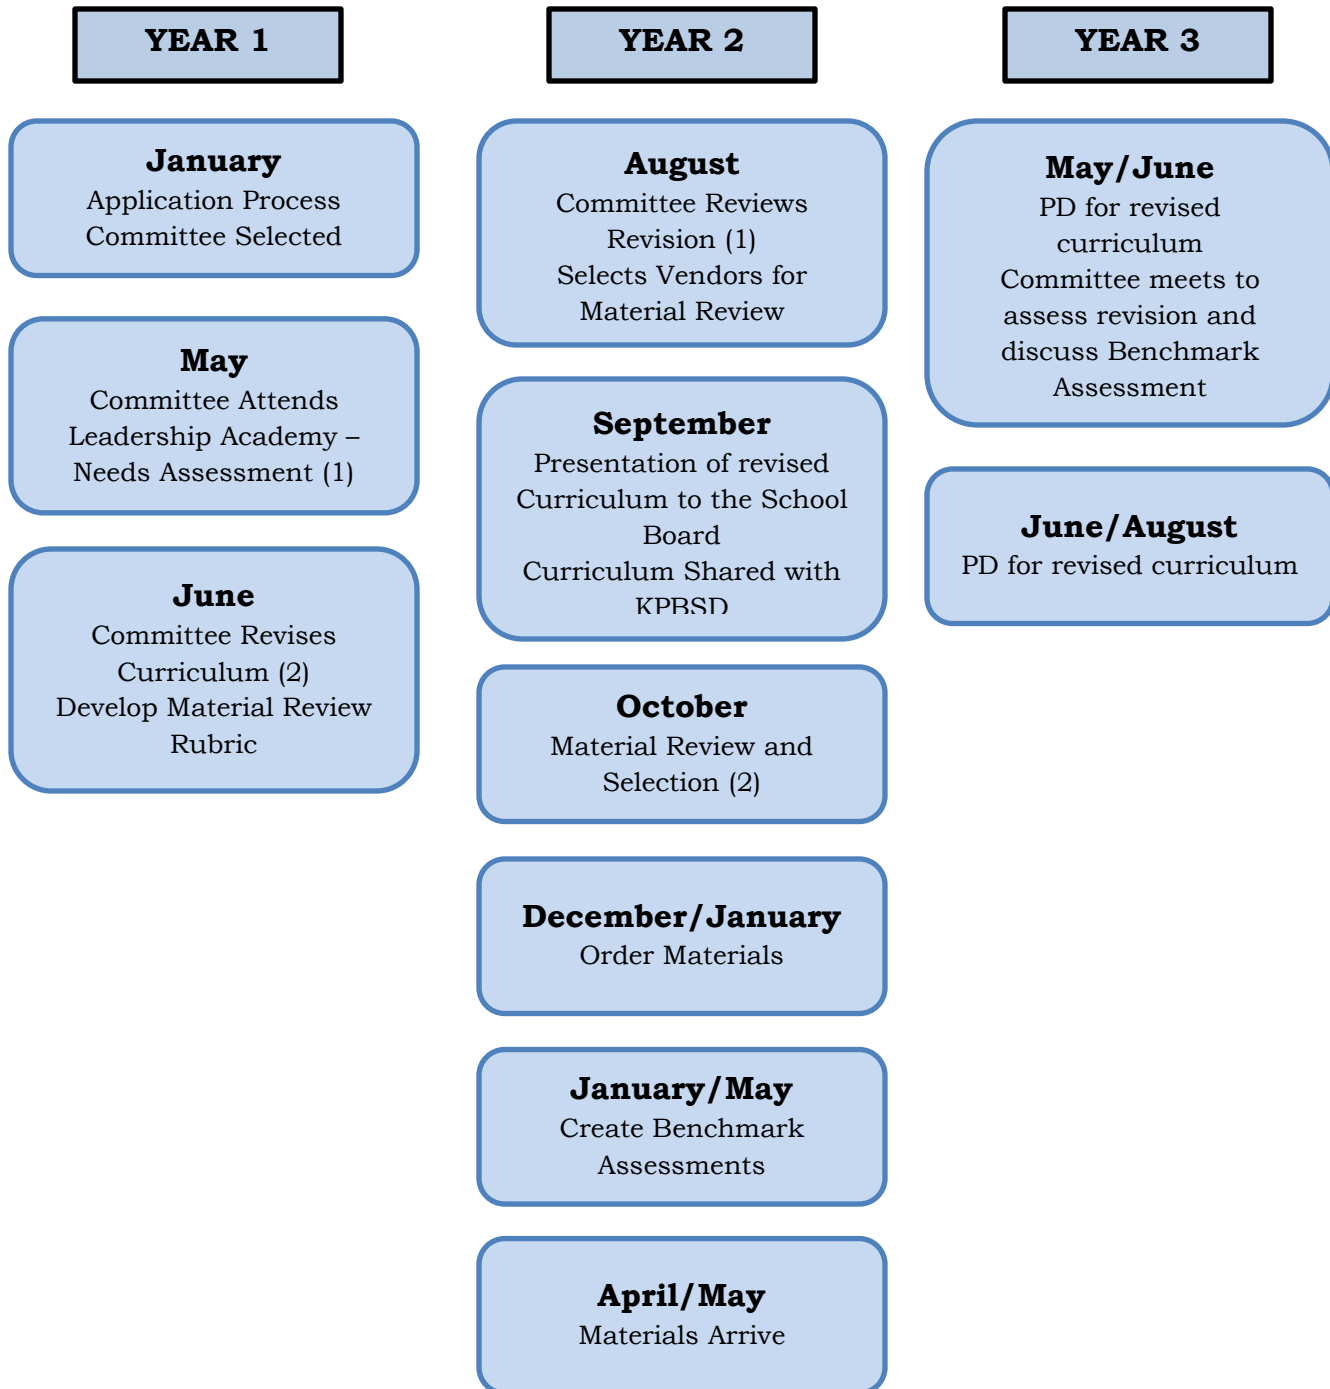 YEAR 1
January
Application Process
Committee Selected
May
Committee Attends
Leadership Academy –
Needs Assessment (1)
June
Committee Revises
Curriculum (2)
Develop Material Review
Rubric
YEAR 2
August
Committee Reviews
Revision (1)
Selects Vendors for
Material Review
September
Presentation of revised
Curriculum to the School
Board
Curriculum Shared with
KPBSD
October
Material Review and
Selection (2)
December/January
Order Materials
January/May
Create Benchmark
Assessments
April/May
Materials Arrive
YEAR 3
May/June
PD for revised
curriculum
Committee meets to
assess revision and
discuss Benchmark
Assessment
June/August
PD for revised curriculum